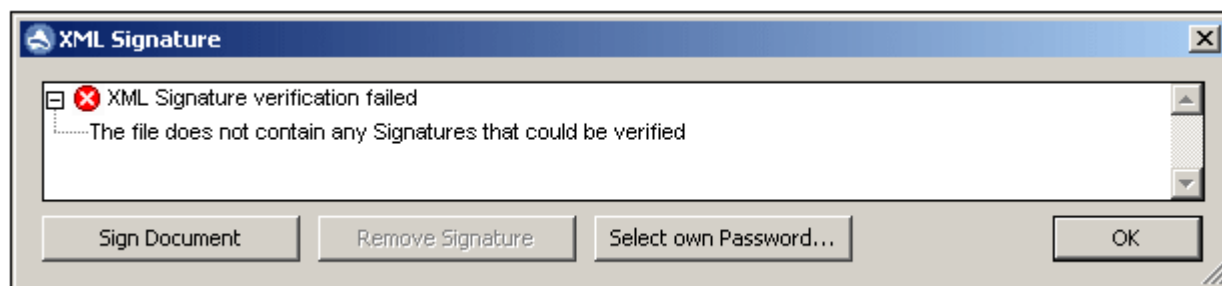 XML Signature
XML Signature verification failed
The file does not contain any Signatures that could be verified
Sign Document
Remove Signature
Select own Password...
OK